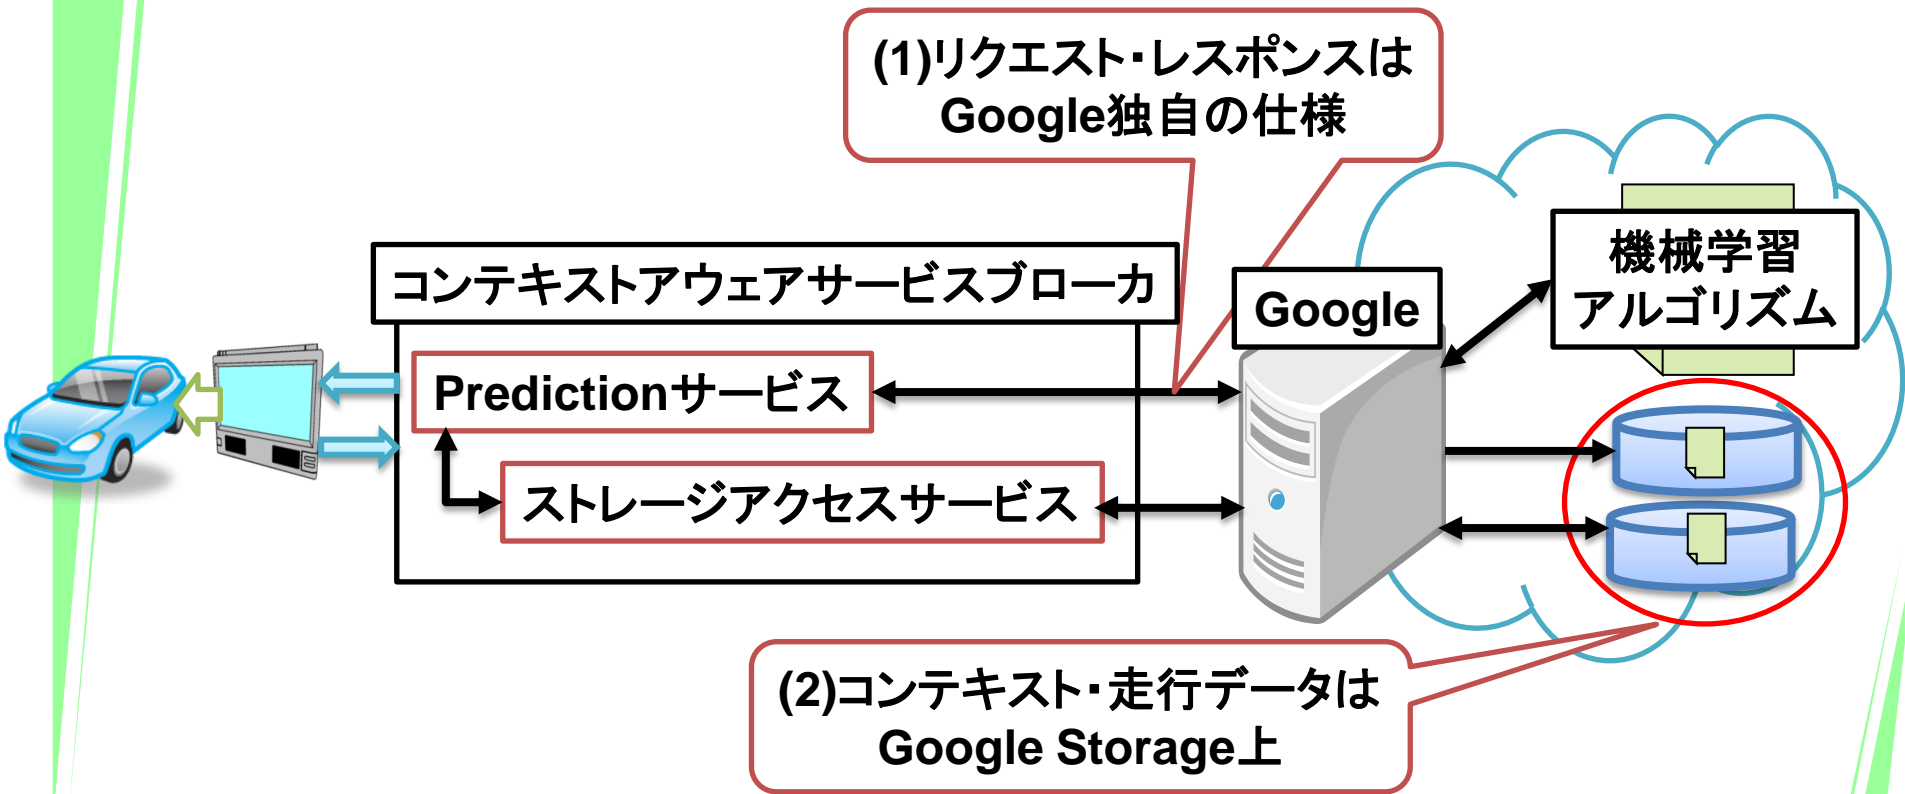 (1)リクエスト・レスポンスは
Google独自の仕様
コンテキストアウェアサービスブローカ
Google
機械学習
アルゴリズム
Predictionサービス
ストレージアクセスサービス
(2)コンテキスト・走行データは
Google Storage上